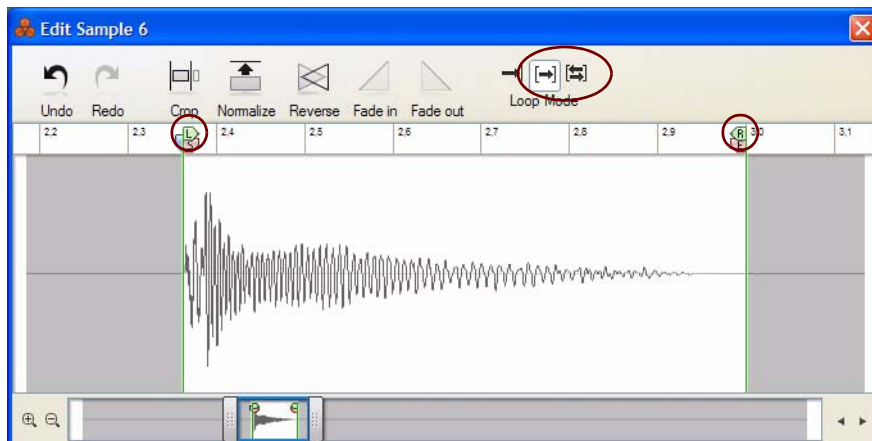 Edit Sample 6
Undo Redo Crop Normalize Reverse Fade in Fade out Loop Mode
2,2 2,3 2,4 2,5 2,6 2,7 2,8 2,9 3,0 3,1
L R
S E